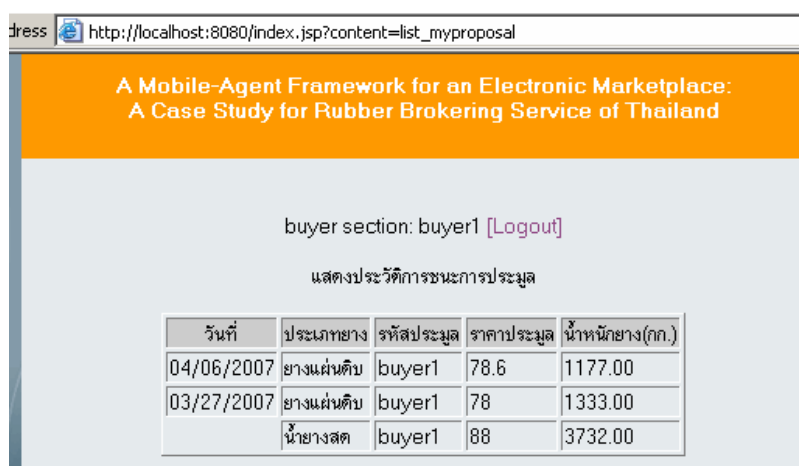 dress http://localhost:8080/index.jsp?content=list_myproposal
A Mobile-Agent Framework for an Electronic Marketplace:
A Case Study for Rubber Brokering Service of Thailand
buyer section: buyer1 [Logout]
แสดงประวัติการชนะการประมูล
วันที่ ประเภทยาง รหัสประมูล ราคาประมูล น้ำหนักยาง(กก.)
04/06/2007 ยางแผ่นดิบ buyer1 78.6 1177.00
03/27/2007 ยางแผ่นดิบ buyer1 78 1333.00
น้ำยางสด buyer1 88 3732.00